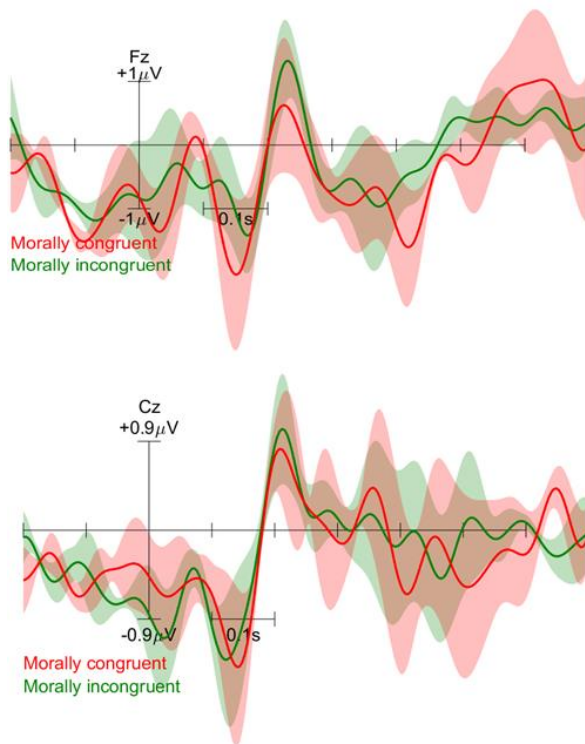 Fz
+1μV
-1μV
0.1s
Morally congruent
Morally incongruent
Cz
+0.9μV
-0.9μV
0.1s
Morally congruent
Morally incongruent